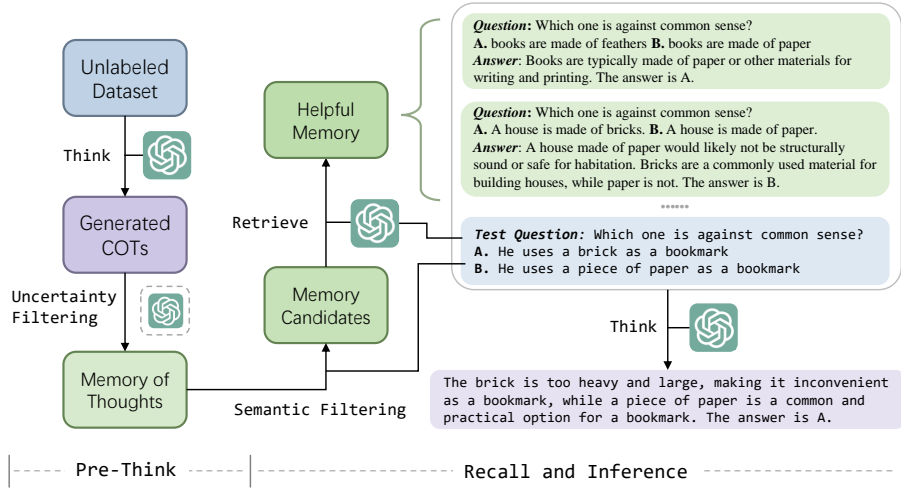 Unlabeled
Dataset
Think
Generated
COTs
Uncertainty
Filtering
Memory of
Thoughts
Semantic Filtering
Memory
Candidates
Retrieve
Helpful
Memory
Question: Which one is against common sense?
A. books are made of feathers B. books are made of paper
Answer: Books are typically made of paper or other materials for
writing and printing. The answer is A.
Question: Which one is against common sense?
A. A house is made of bricks. B. A house is made of paper.
Answer: A house made of paper would likely not be structurally
sound or safe for habitation. Bricks are a commonly used material for
building houses, while paper is not. The answer is B.
......
Test Question: Which one is against common sense?
A. He uses a brick as a bookmark
B. He uses a piece of paper as a bookmark
Think
The brick is too heavy and large, making it inconvenient
as a bookmark, while a piece of paper is a common and
practical option for a bookmark. The answer is A.
Pre-Think
Recall and Inference